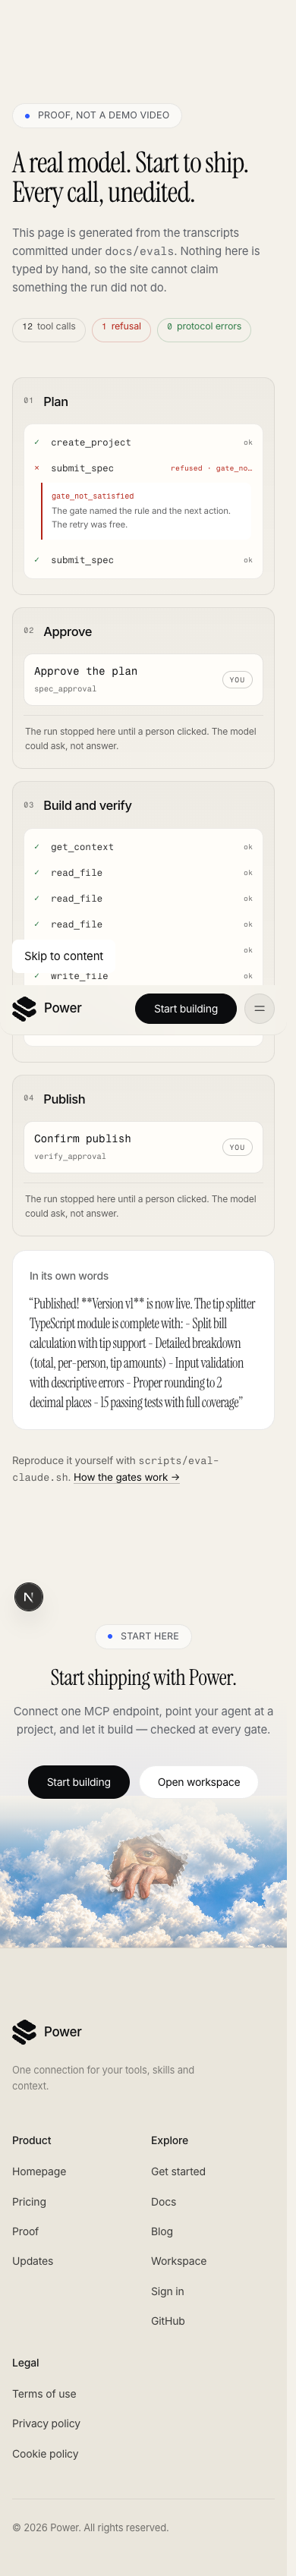 PROOF, NOT A DEMO VIDEO
A real model. Start to ship.
Every call, unedited.
This page is generated from the transcripts
committed under docs/evals. Nothing here is
typed by hand, so the site cannot claim
something the run did not do.
12 tool calls
1 refusal
0 protocol errors
01 Plan
✓ create_project ok
× submit_spec refused · gate_no…
gate_not_satisfied
The gate named the rule and the next action.
The retry was free.
✓ submit_spec ok
02 Approve
Approve the plan
spec_approval
YOU
The run stopped here until a person clicked. The model
could ask, not answer.
03 Build and verify
✓ get_context ok
✓ read_file ok
✓ read_file ok
✓ read_file ok
Skip to content
ok
✓ write_file ok
Power
Start building
04 Publish
Confirm publish
verify_approval
YOU
The run stopped here until a person clicked. The model
could ask, not answer.
In its own words
“Published! **Version v1** is now live. The tip splitter
TypeScript module is complete with: - Split bill
calculation with tip support - Detailed breakdown
(total, per-person, tip amounts) - Input validation
with descriptive errors - Proper rounding to 2
decimal places - 15 passing tests with full coverage”
Reproduce it yourself with scripts/eval-
claude.sh. How the gates work →
N
START HERE
Start shipping with Power.
Connect one MCP endpoint, point your agent at a
project, and let it build — checked at every gate.
Start building
Open workspace
Power
One connection for your tools, skills and
context.
Product
Homepage
Pricing
Proof
Updates
Explore
Get started
Docs
Blog
Workspace
Sign in
GitHub
Legal
Terms of use
Privacy policy
Cookie policy
© 2026 Power. All rights reserved.